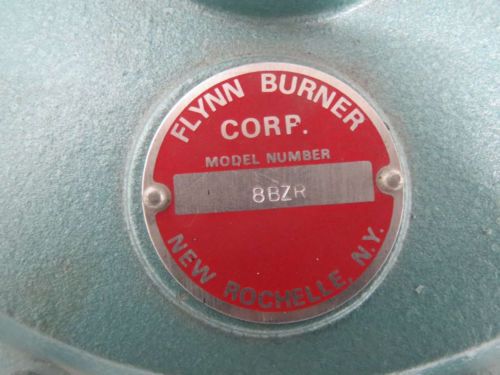 FLYNN BURNER
CORP.
MODEL NUMBER
8BZR
NEW ROCHELLE, N.Y.